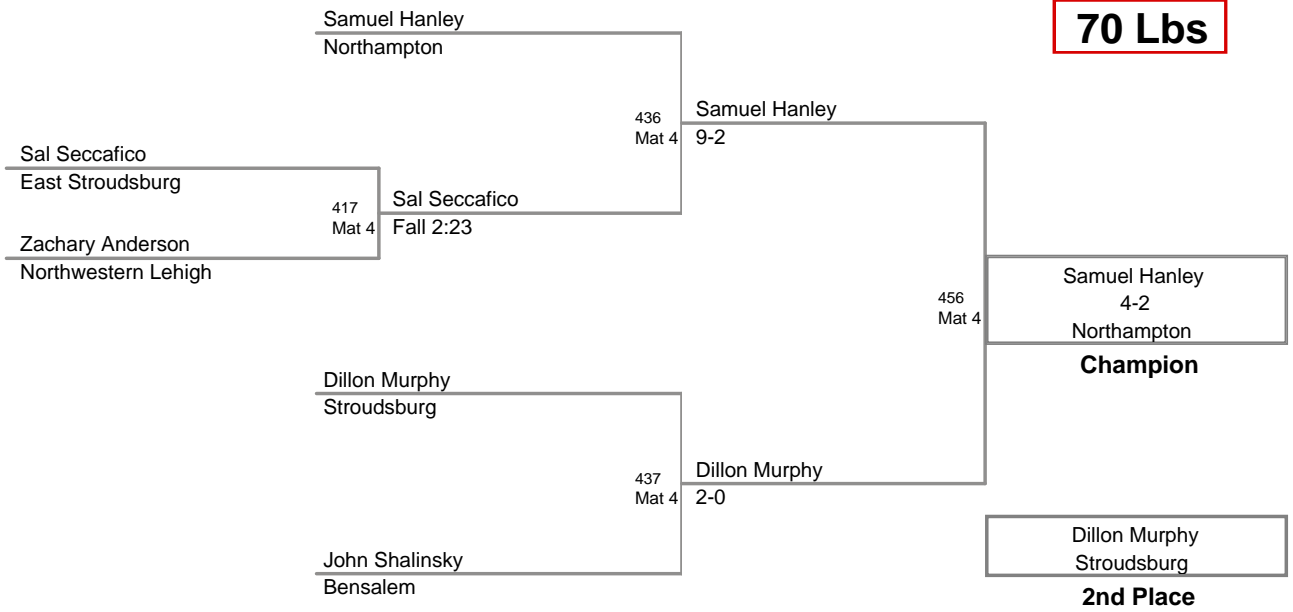 70 Lbs
Samuel Hanley
Northampton
436
Mat 4
Samuel Hanley
9-2
Sal Seccafico
East Stroudsburg
417
Mat 4
Sal Seccafico
Fall 2:23
Zachary Anderson
Northwestern Lehigh
456
Mat 4
Samuel Hanley
4-2
Northampton
Champion
Dillon Murphy
Stroudsburg
437
Mat 4
Dillon Murphy
2-0
John Shalinsky
Bensalem
Dillon Murphy
Stroudsburg
2nd Place